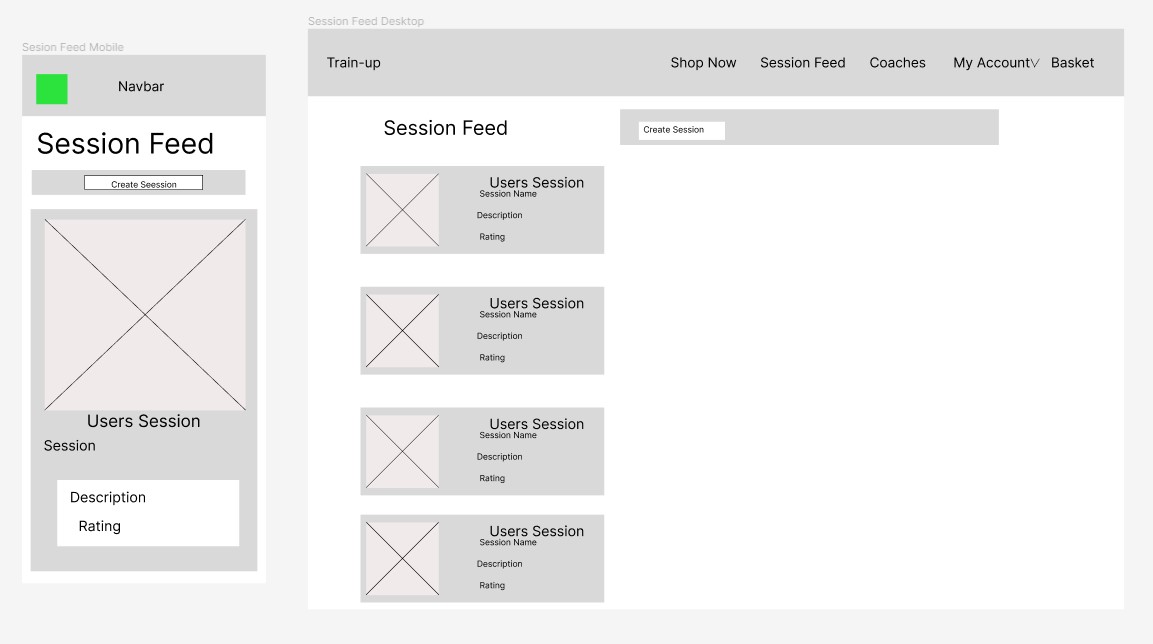 Sesion Feed Mobile
Navbar
Session Feed
Create Seession
Users Session
Session
Description
Rating
Session Feed Desktop
Train-up Shop Now Session Feed Coaches My Account Basket
Session Feed
Create Session
Users Session
Session Name
Description
Rating
Users Session
Session Name
Description
Rating
Users Session
Session Name
Description
Rating
Users Session
Session Name
Description
Rating